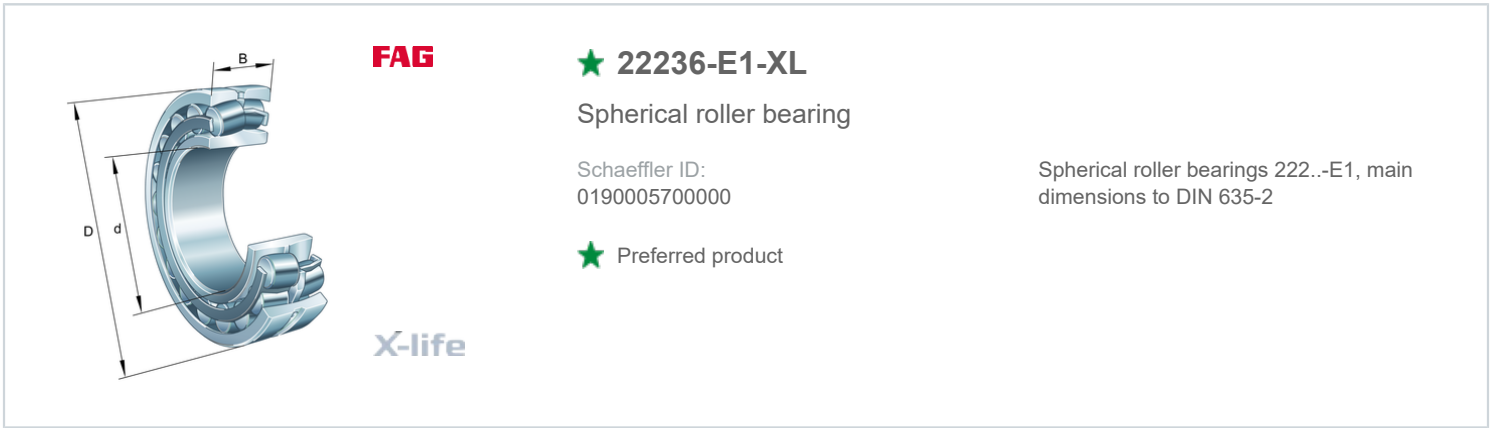 B
D
d
FAG
X-life
22236-E1-XL
Spherical roller bearing
Schaeffler ID:
0190005700000
Preferred product
Spherical roller bearings 222..-E1, main
dimensions to DIN 635-2